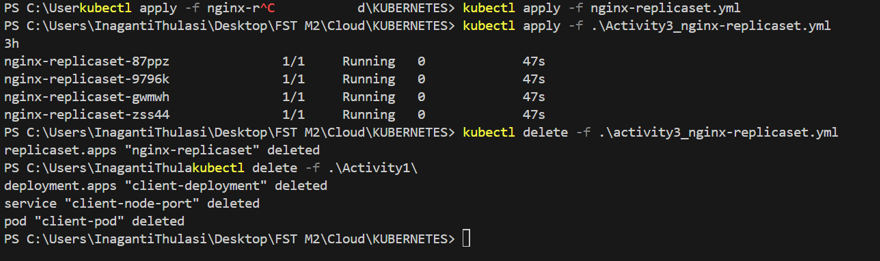 PS C:\Userkubectl apply -f nginx-r^C d\KUBERNETES> kubectl apply -f nginx-replicaset.yml
PS C:\Users\InagantiThulasi\Desktop\FST M2\Cloud\KUBERNETES> kubectl apply -f .\Activity3_nginx-replicaset.yml
3h
nginx-replicaset-87ppz 1/1 Running 0 47s
nginx-replicaset-9796k 1/1 Running 0 47s
nginx-replicaset-gwmwh 1/1 Running 0 47s
nginx-replicaset-zss44 1/1 Running 0 47s
PS C:\Users\InagantiThulasi\Desktop\FST M2\Cloud\KUBERNETES> kubectl delete -f .\activity3_nginx-replicaset.yml
replicaset.apps "nginx-replicaset" deleted
PS C:\Users\InagantiThulakubectl delete -f .\Activity1\
deployment.apps "client-deployment" deleted
service "client-node-port" deleted
pod "client-pod" deleted
PS C:\Users\InagantiThulasi\Desktop\FST M2\Cloud\KUBERNETES>